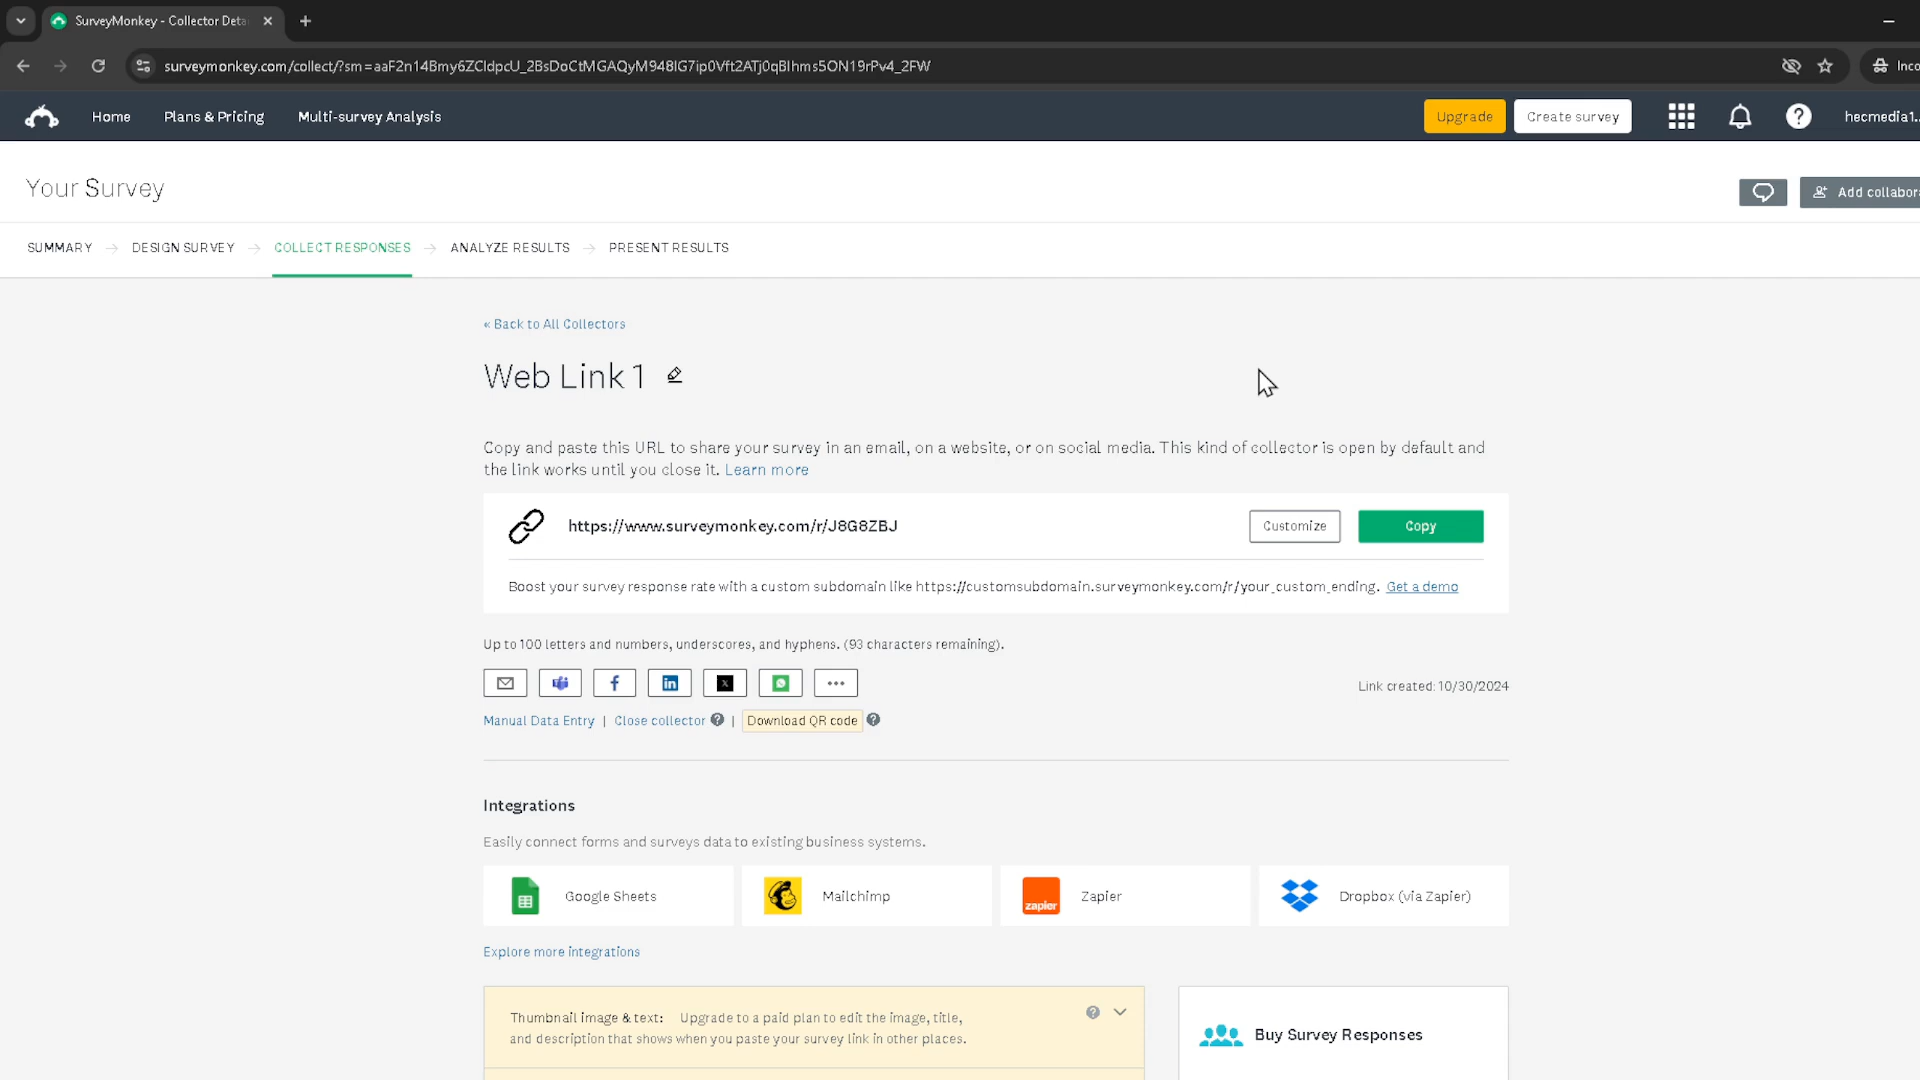 SurveyMonkey - Collector Deta
surveymonkey.com/collect/?sm=aaF2n14Bmy6ZCldpcU_2BsDoCtMGAQyM948lG7ip0Vft2ATj0qBIhms5ON19rPv4_2FW
Inco
Home
Plans & Pricing
Multi-survey Analysis
Upgrade
Create survey
?
hecmedia1...
Your Survey
Add collabora
SUMMARY
DESIGN SURVEY
COLLECT RESPONSES
ANALYZE RESULTS
PRESENT RESULTS
« Back to All Collectors
Web Link 1
Copy and paste this URL to share your survey in an email, on a website, or on social media. This kind of collector is open by default and
the link works until you close it. Learn more
https://www.surveymonkey.com/r/J8G8ZBJ
Customize
Copy
Boost your survey response rate with a custom subdomain like https://customsubdomain.surveymonkey.com/r/your_custom_ending. Get a demo
Up to 100 letters and numbers, underscores, and hyphens. (93 characters remaining).
Link created: 10/30/2024
Manual Data Entry | Close collector ? | Download QR code ?
Integrations
Easily connect forms and surveys data to existing business systems.
Google Sheets
Mailchimp
zapier
Zapier
Dropbox (via Zapier)
Explore more integrations
Thumbnail image & text: Upgrade to a paid plan to edit the image, title,
and description that shows when you paste your survey link in other places.
?
Buy Survey Responses